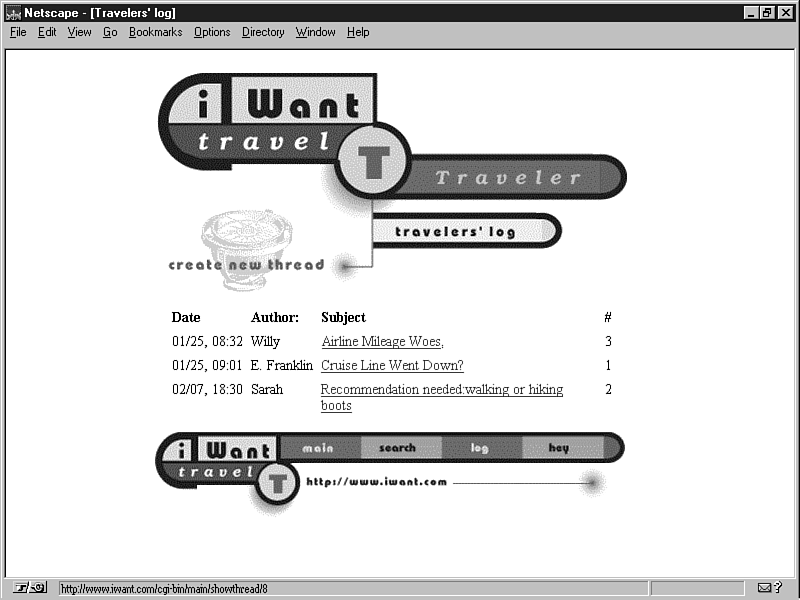 Netscape - [Travelers' log]
File Edit View Go Bookmarks Options Directory Window Help
i Want
travel
T
Traveler
travelers' log
create new thread
Date Author: Subject #
01/25, 08:32 Willy Airline Mileage Woes, 3
01/25, 09:01 E. Franklin Cruise Line Went Down? 1
02/07, 18:30 Sarah Recommendation needed:walking or hiking 2
boots
i Want main search log hey
travel
T http://www.iwant.com
http://www.iwant.com/cgi-bin/main/showthread/8
?